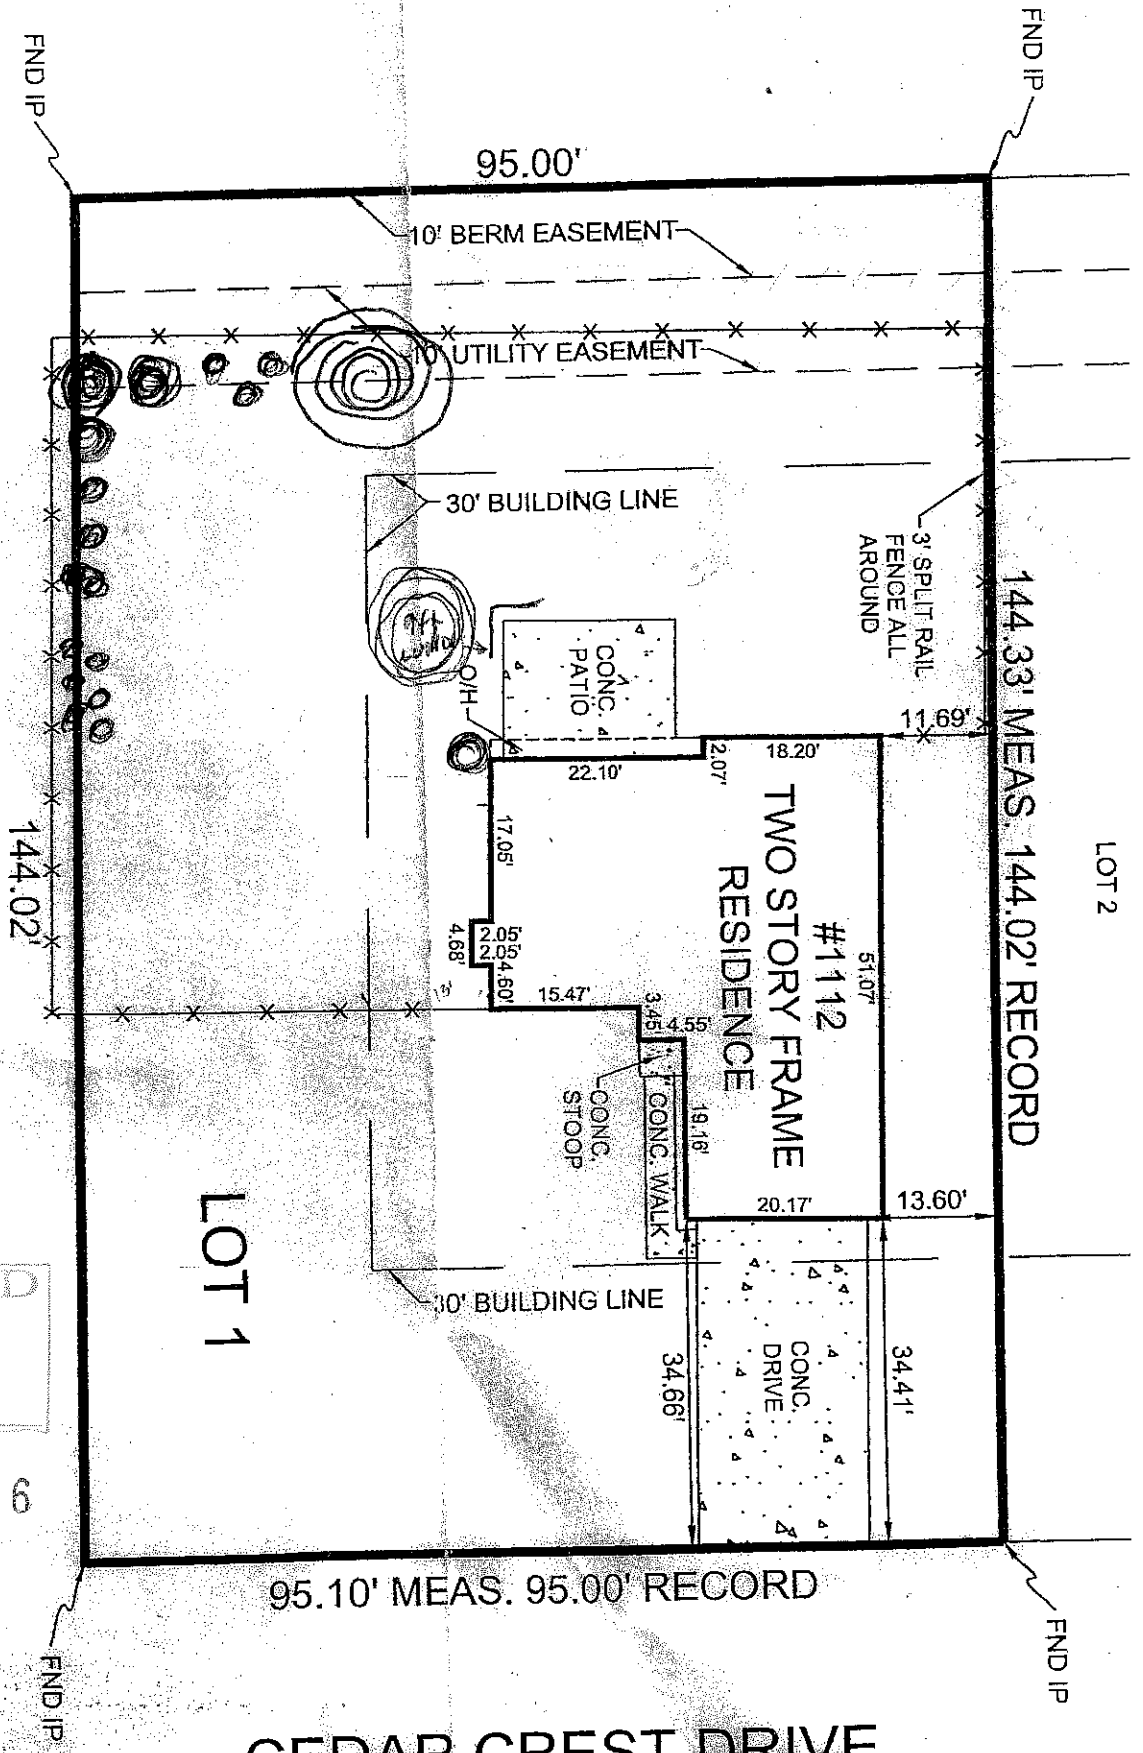 FND IP
FND IP
95.00'
10' BERM EASEMENT
10' UTILITY EASEMENT
30' BUILDING LINE
3' SPLIT RAIL
FENCE ALL
AROUND
144.33' MEAS. 144.02' RECORD
LOT 2
CONC.
PATIO
O/H
11.69'
18.20'
2.07'
22.10'
17.05'
2.05'
2.05'
4.68'
4.60'
15.47'
3.45'
4.55'
19.16'
51.07'
#1112
TWO STORY FRAME
RESIDENCE
CONC.
STOOP
CONC. WALK
20.17'
13.60'
144.02'
LOT 1
30' BUILDING LINE
34.66'
CONC.
DRIVE
34.41'
D
6
95.10' MEAS. 95.00' RECORD
FND IP
FND IP
CEDAR CREST DRIVE